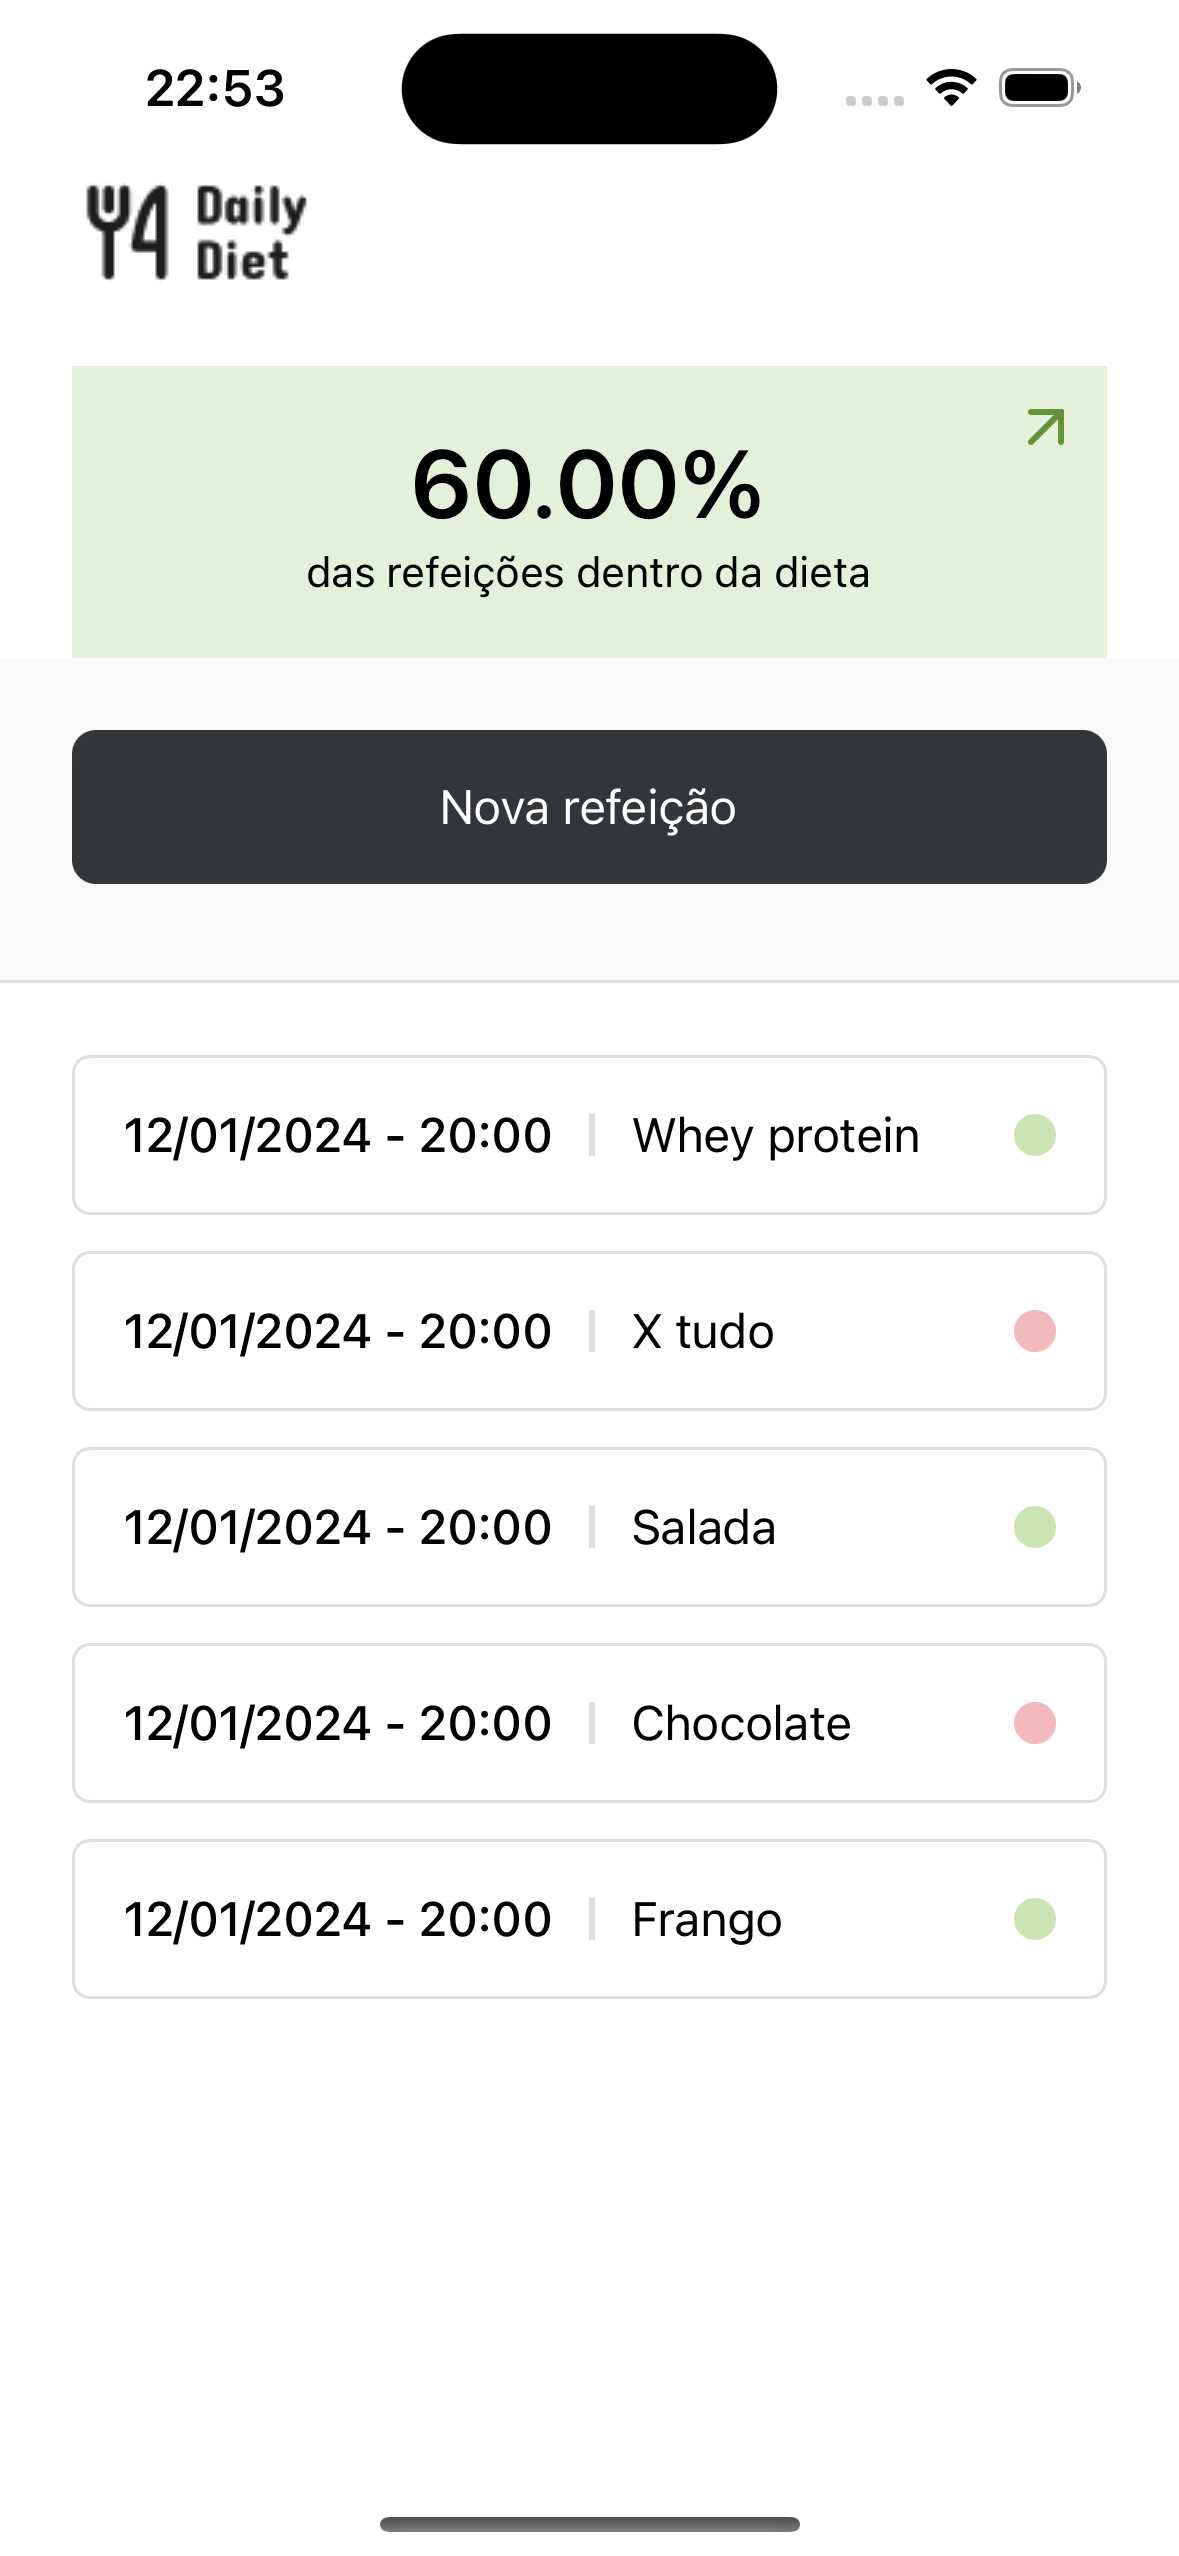 22:53
Daily
Diet
60.00%
das refeições dentro da dieta
Nova refeição
12/01/2024 - 20:00 | Whey protein
12/01/2024 - 20:00 | X tudo
12/01/2024 - 20:00 | Salada
12/01/2024 - 20:00 | Chocolate
12/01/2024 - 20:00 | Frango